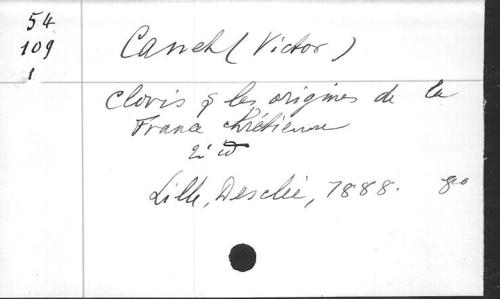 54
109
1
Canet (Victor)
Clovis & les origines de la
France chrétienne
2e éd
Lille, Desclée, 1888. 8o